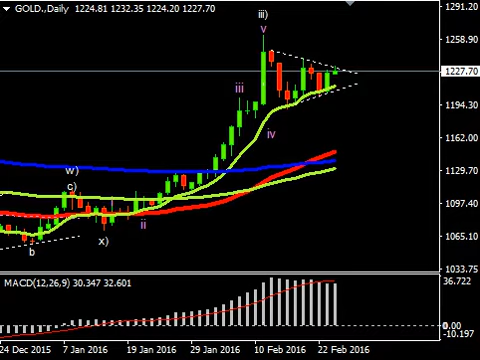 GOLD.,Daily 1224.81 1232.35 1224.20 1227.70
1291.20
iii)
v
1258.90
1227.70
iii
1194.30
iv
1162.00
w)
1129.70
c)
1097.40
ii
x)
1065.10
b
1033.75
MACD(12,26,9) 30.347 32.601
36.722
0.00
-10.197
24 Dec 2015 7 Jan 2016 19 Jan 2016 29 Jan 2016 10 Feb 2016 22 Feb 2016